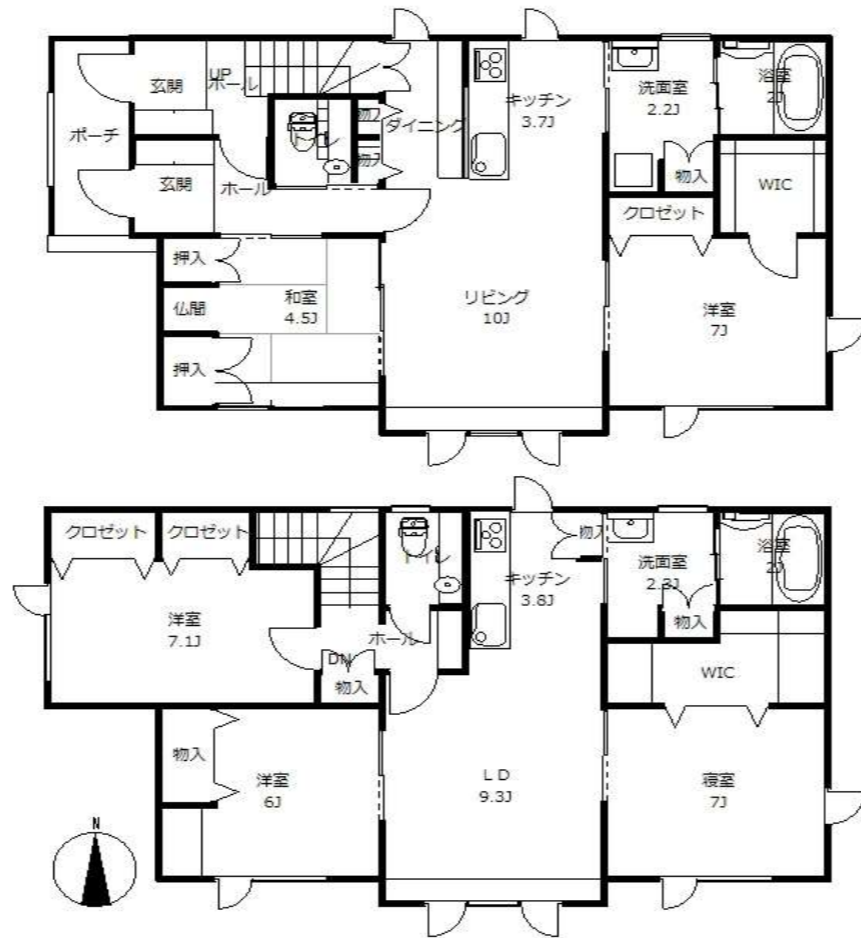 玄関
UP
ホール
ポーチ
トイレ
物入
物入
ダイニング
キッチン
3.7J
洗面室
2.2J
浴室
2J
物入
WIC
玄関
ホール
クロゼット
押入
仏間
和室
4.5J
押入
リビング
10J
洋室
7J
クロゼット
クロゼット
トイレ
キッチン
3.8J
物入
洗面室
2.3J
浴室
2J
洋室
7.1J
ホール
DN
物入
物入
WIC
物入
洋室
6J
LD
9.3J
寝室
7J
N